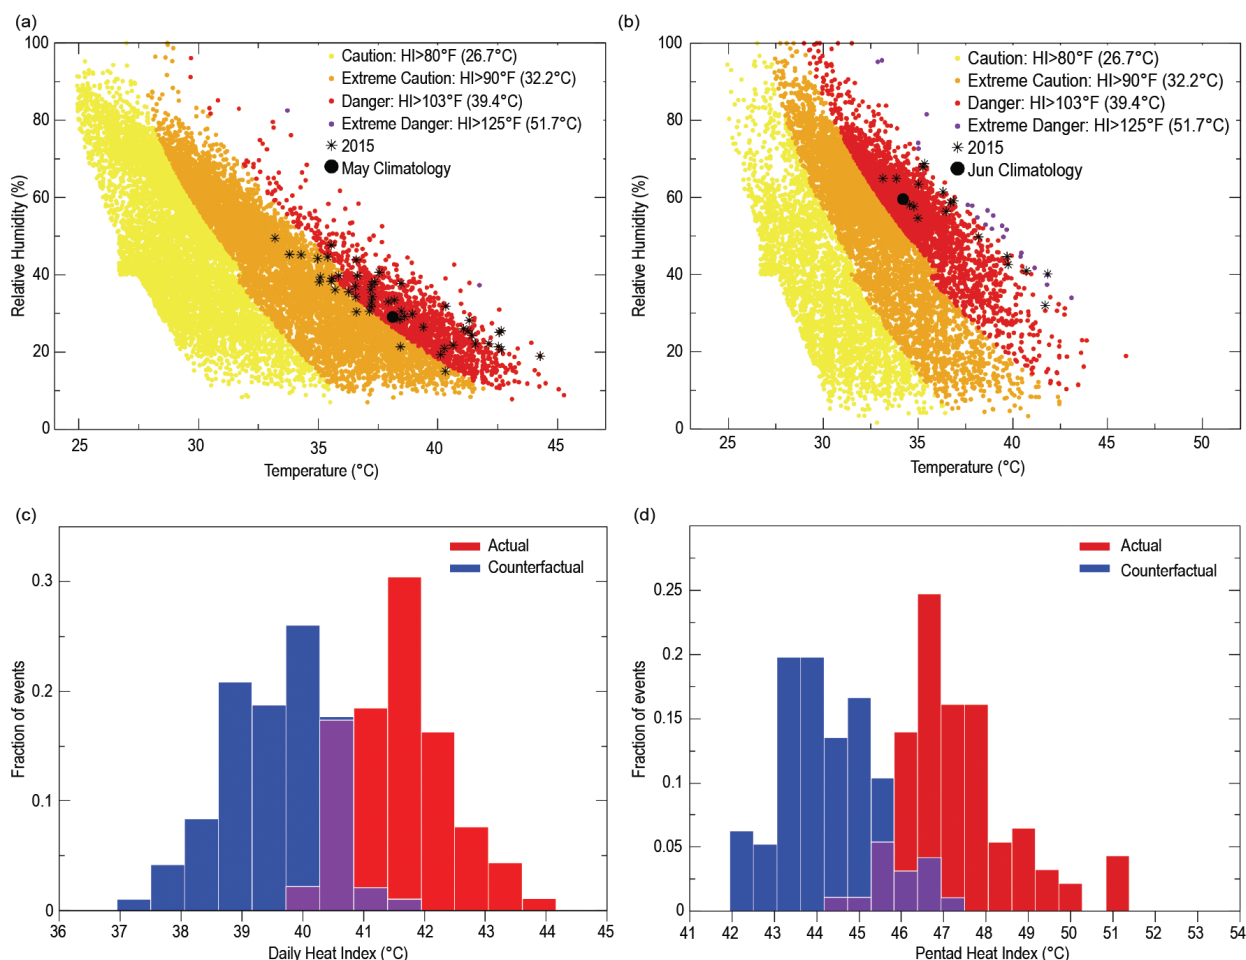 (a)
100
80
60
40
20
0
Relative Humidity (%)
25 30 35 40 45
Temperature (°C)
Caution: HI>80°F (26.7°C)
Extreme Caution: HI>90°F (32.2°C)
Danger: HI>103°F (39.4°C)
Extreme Danger: HI>125°F (51.7°C)
2015
May Climatology
(b)
100
80
60
40
20
0
Relative Humidity (%)
25 30 35 40 45 50
Temperature (°C)
Caution: HI>80°F (26.7°C)
Extreme Caution: HI>90°F (32.2°C)
Danger: HI>103°F (39.4°C)
Extreme Danger: HI>125°F (51.7°C)
2015
Jun Climatology
(c)
0.3
0.2
0.1
0
Fraction of events
36 37 38 39 40 41 42 43 44 45
Daily Heat Index (°C)
Actual
Counterfactual
(d)
0.25
0.2
0.15
0.1
0.05
0
Fraction of events
41 42 43 44 45 46 47 48 49 50 51 52 53 54
Pentad Heat Index (°C)
Actual
Counterfactual